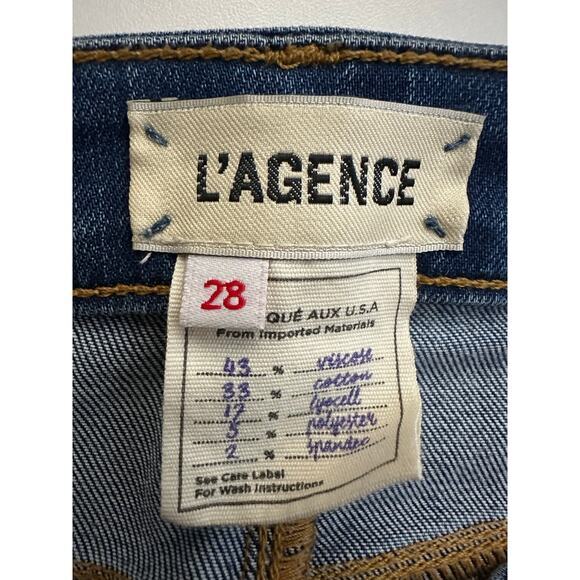 L'AGENCE
28
QUÉ AUX U.S.A
From Imported Materials
43 % viscose
33 % cotton
17 % lyocell
5 % polyester
2 % spandex
See Care Label
For Wash Instructions